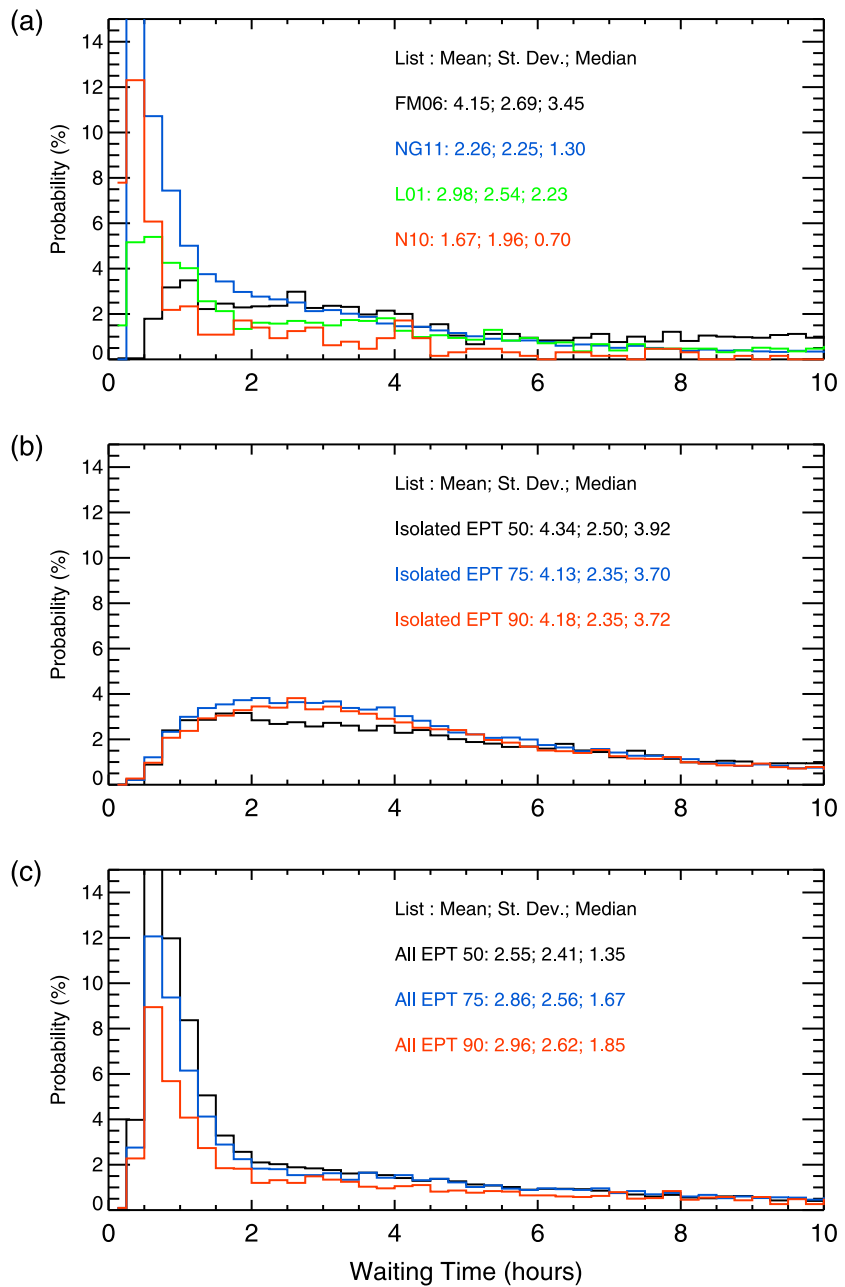 (a)
14
12
10
8
6
4
2
0
Probability (%)
List : Mean; St. Dev.; Median
FM06: 4.15; 2.69; 3.45
NG11: 2.26; 2.25; 1.30
L01: 2.98; 2.54; 2.23
N10: 1.67; 1.96; 0.70
0 2 4 6 8 10
(b)
14
12
10
8
6
4
2
0
Probability (%)
List : Mean; St. Dev.; Median
Isolated EPT 50: 4.34; 2.50; 3.92
Isolated EPT 75: 4.13; 2.35; 3.70
Isolated EPT 90: 4.18; 2.35; 3.72
0 2 4 6 8 10
(c)
14
12
10
8
6
4
2
0
Probability (%)
List : Mean; St. Dev.; Median
All EPT 50: 2.55; 2.41; 1.35
All EPT 75: 2.86; 2.56; 1.67
All EPT 90: 2.96; 2.62; 1.85
0 2 4 6 8 10
Waiting Time (hours)